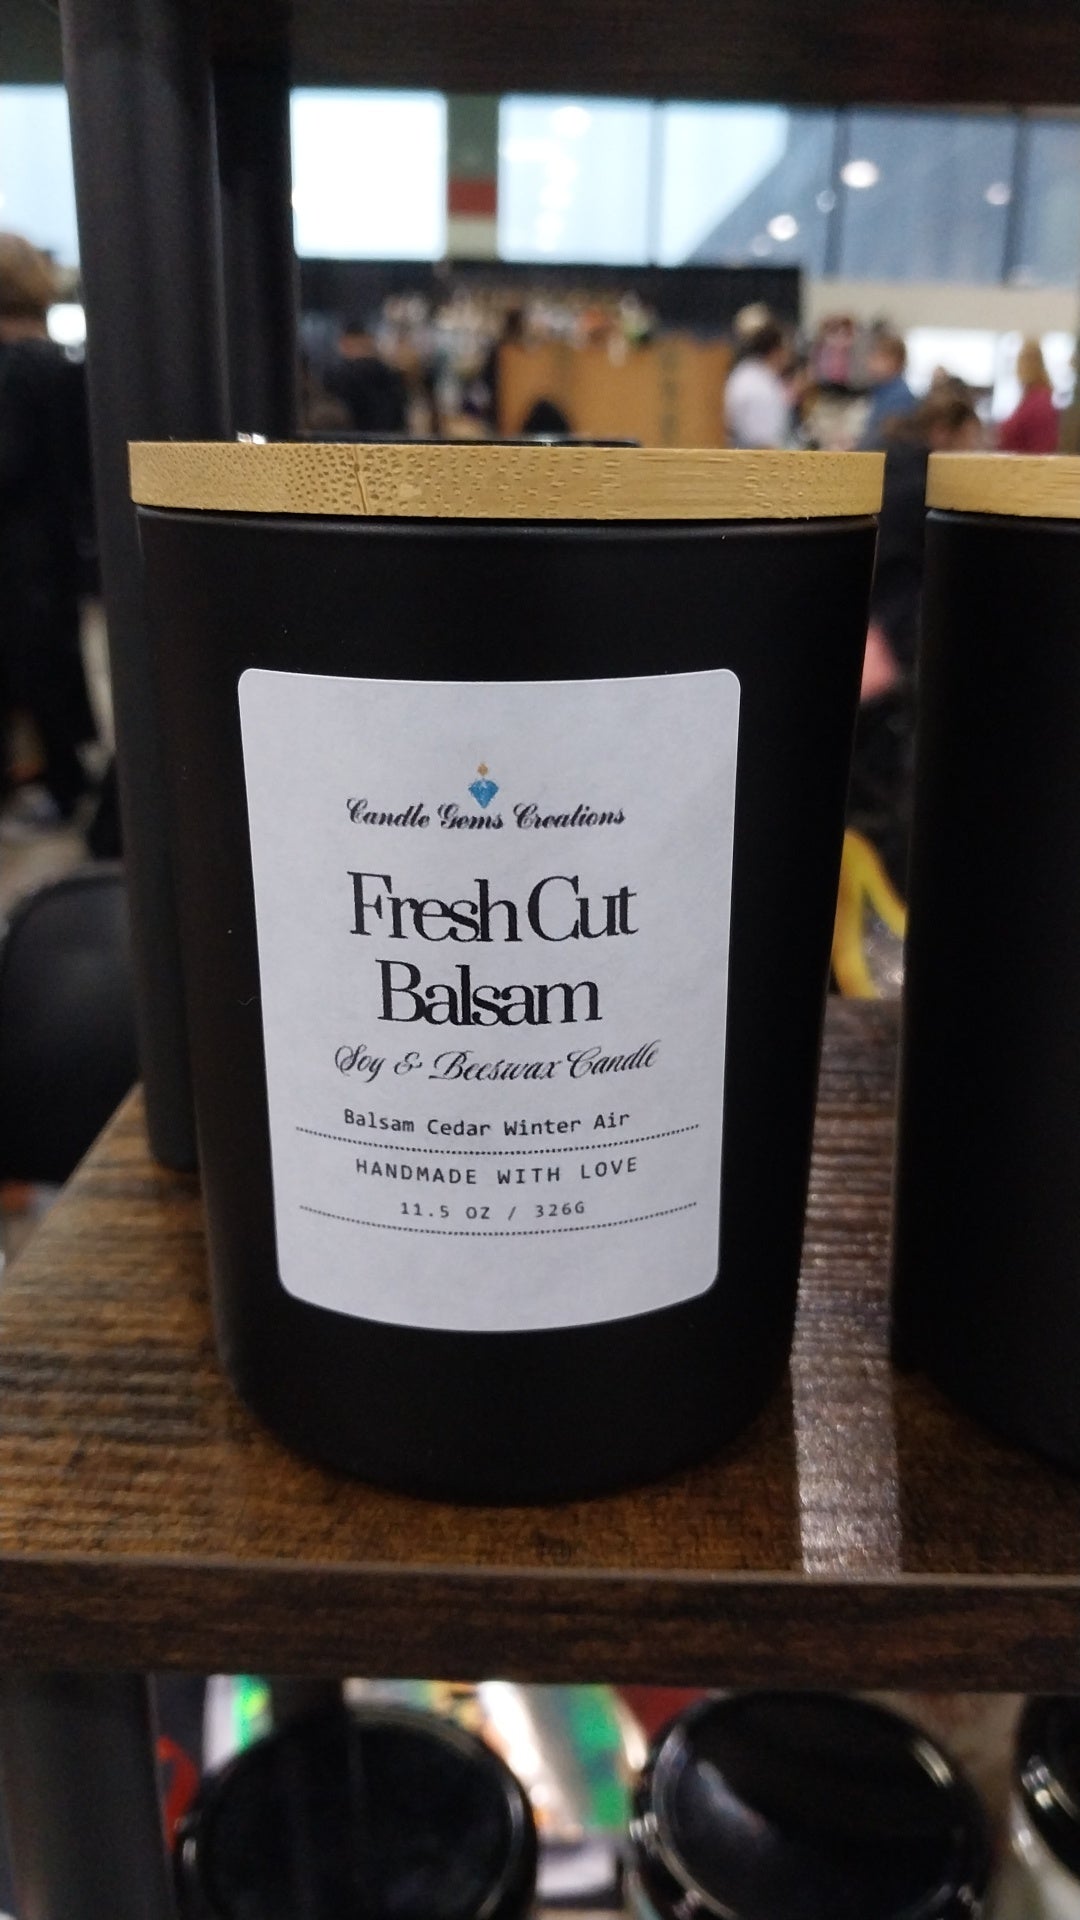 Candle Gems Creations
Fresh Cut
Balsam
Soy & Beeswax Candle
Balsam Cedar Winter Air
HANDMADE WITH LOVE
11.5 OZ / 326G